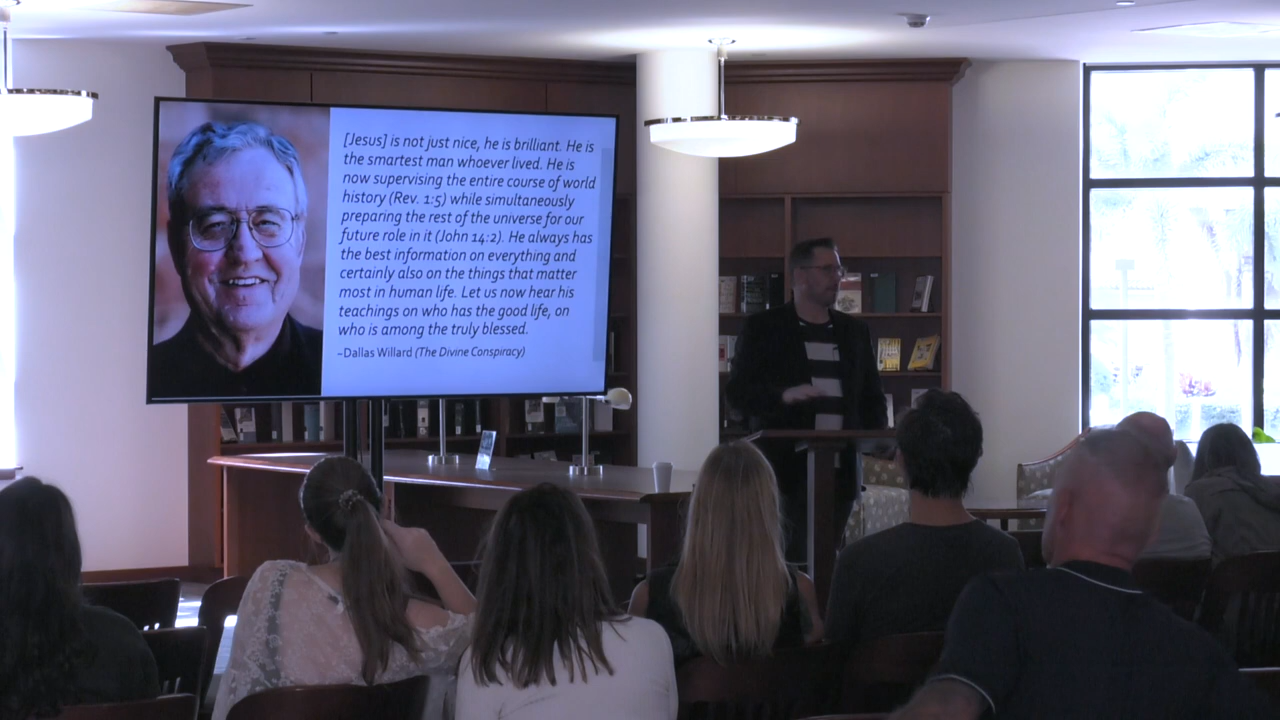 [Jesus] is not just nice, he is brilliant. He is
the smartest man whoever lived. He is
now supervising the entire course of world
history (Rev. 1:5) while simultaneously
preparing the rest of the universe for our
future role in it (John 14:2). He always has
the best information on everything and
certainly also on the things that matter
most in human life. Let us now hear his
teachings on who has the good life, on
who is among the truly blessed.
–Dallas Willard (The Divine Conspiracy)